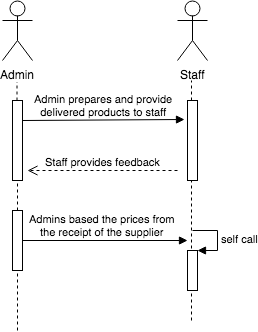 Admin
Staff
Admin prepares and provide
delivered products to staff
Staff provides feedback
Admins based the prices from
the receipt of the supplier
self call